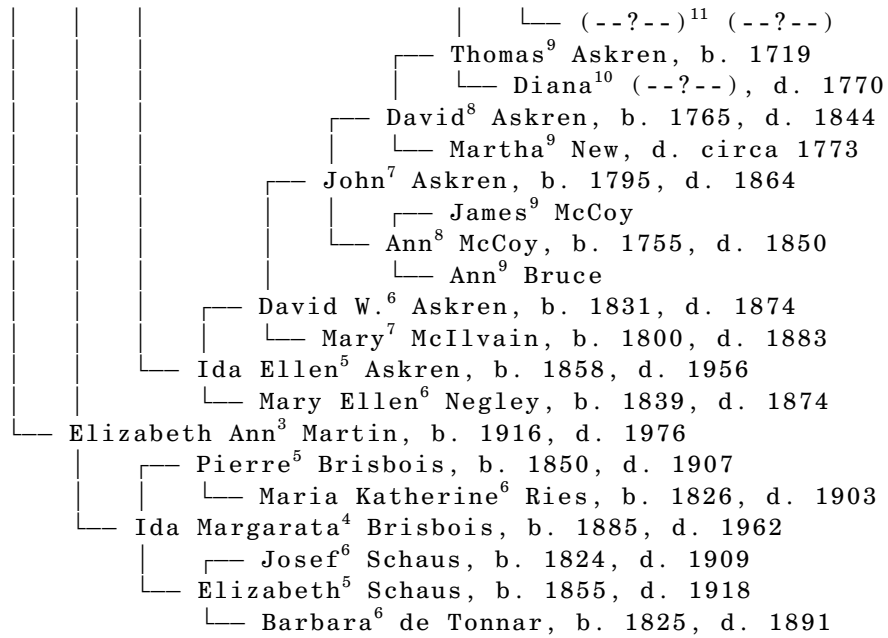 (--?--)¹¹ (--?--)
Thomas⁹ Askren, b. 1719
Diana¹⁰ (--?--), d. 1770
David⁸ Askren, b. 1765, d. 1844
Martha⁹ New, d. circa 1773
John⁷ Askren, b. 1795, d. 1864
James⁹ McCoy
Ann⁸ McCoy, b. 1755, d. 1850
Ann⁹ Bruce
David W.⁶ Askren, b. 1831, d. 1874
Mary⁷ McIlvain, b. 1800, d. 1883
Ida Ellen⁵ Askren, b. 1858, d. 1956
Mary Ellen⁶ Negley, b. 1839, d. 1874
Elizabeth Ann³ Martin, b. 1916, d. 1976
Pierre⁵ Brisbois, b. 1850, d. 1907
Maria Katherine⁶ Ries, b. 1826, d. 1903
Ida Margarata⁴ Brisbois, b. 1885, d. 1962
Josef⁶ Schaus, b. 1824, d. 1909
Elizabeth⁵ Schaus, b. 1855, d. 1918
Barbara⁶ de Tonnar, b. 1825, d. 1891